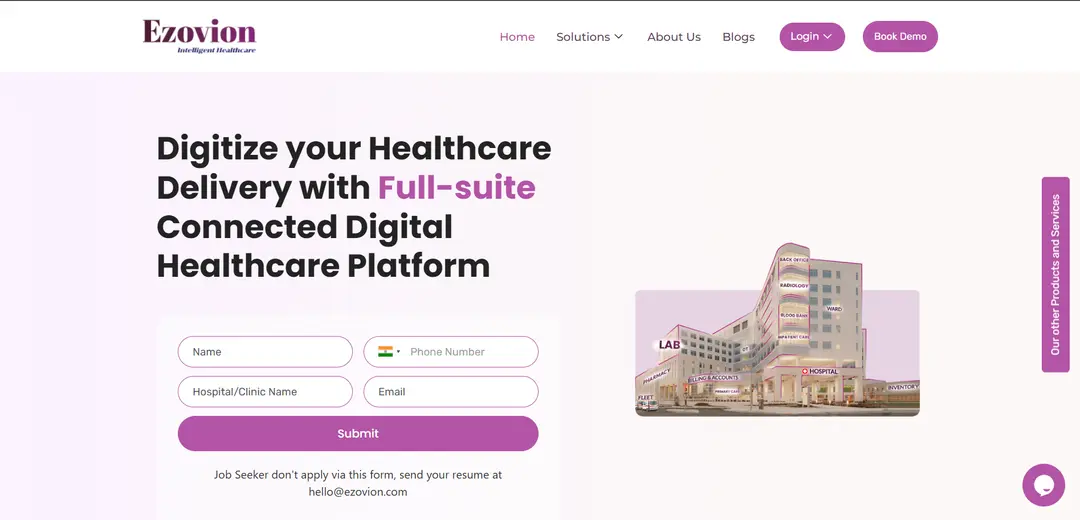 Ezovion
Intelligent Healthcare
Home
Solutions
About Us
Blogs
Login
Book Demo
Digitize your Healthcare
Delivery with Full-suite
Connected Digital
Healthcare Platform
Name
Phone Number
Hospital/Clinic Name
Email
Submit
Job Seeker don't apply via this form, send your resume at
hello@ezovion.com
BACK OFFICE
RADIOLOGY
WARD
BLOOD BANK
INPATIENT CARE
LAB
OT
HOSPITAL
PHARMACY
BILLING & ACCOUNTS
PRIMARY CARE
INVENTORY
FLEET
Our other Products and Services